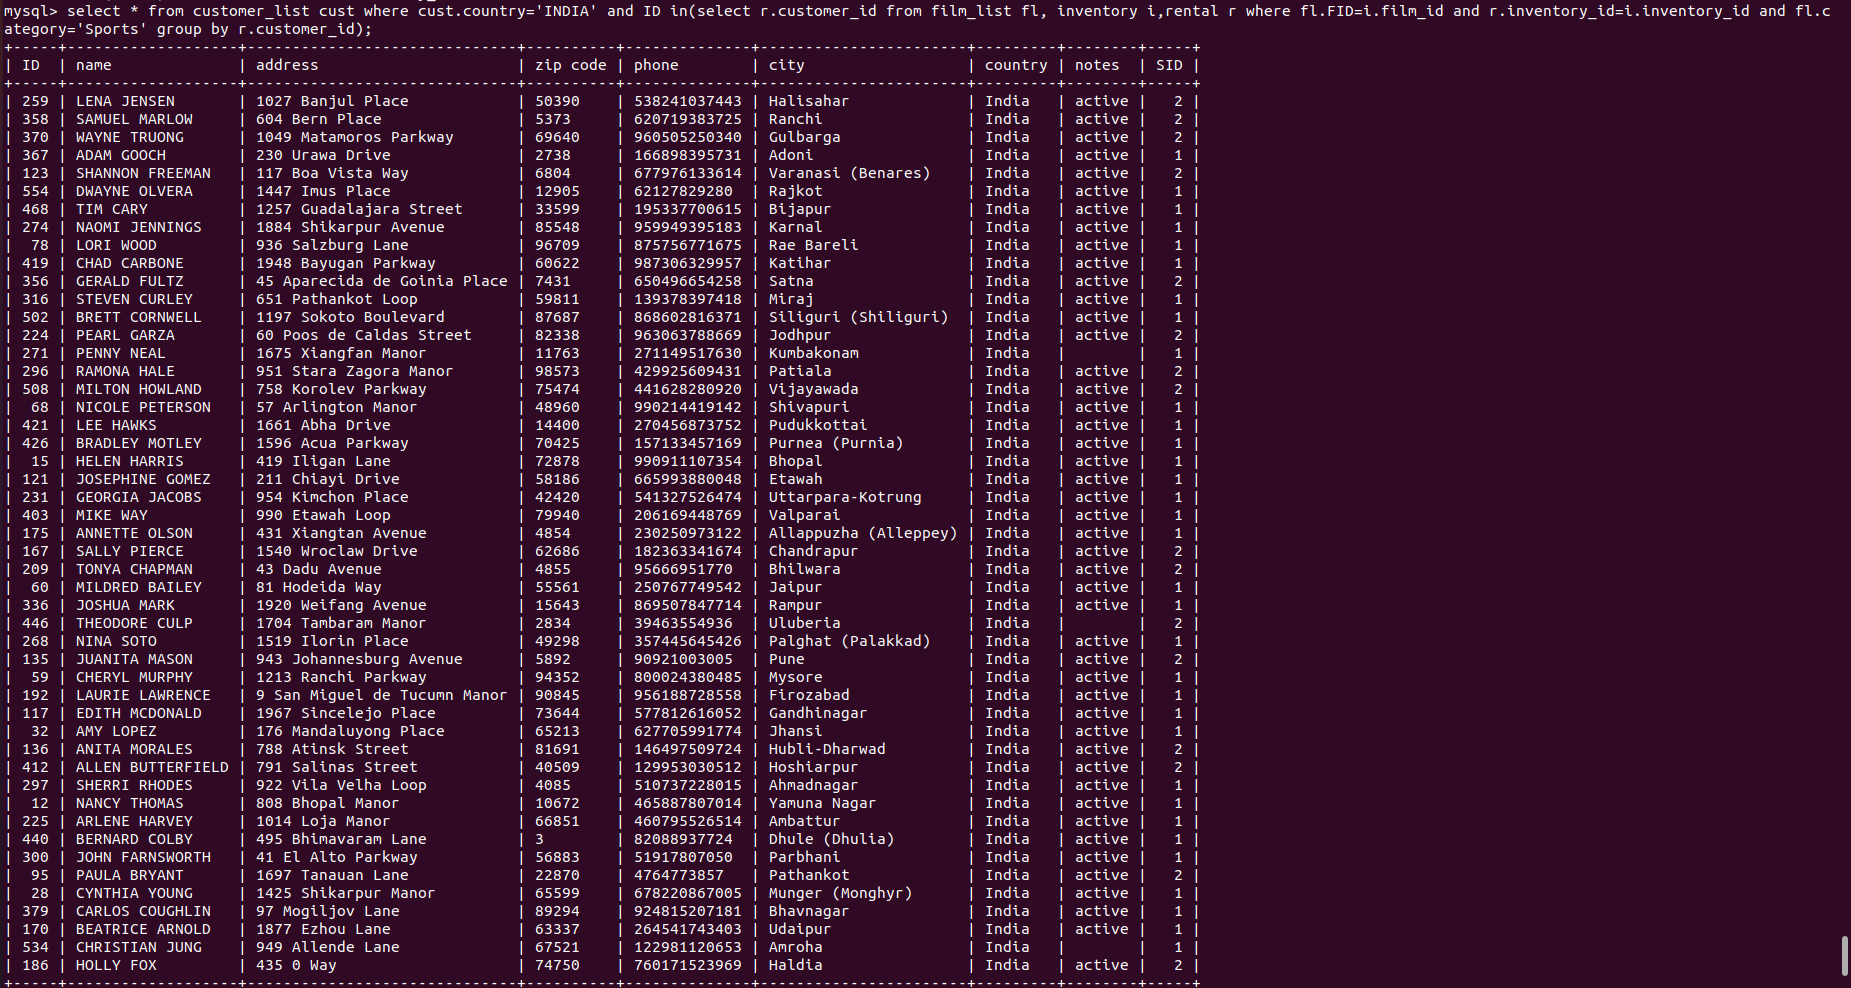 mysql> select * from customer_list cust where cust.country='INDIA' and ID in(select r.customer_id from film_list fl, inventory i,rental r where fl.FID=i.film_id and r.inventory_id=i.inventory_id and fl.c
ategory='Sports' group by r.customer_id);
+-----+------------------+------------------------------+----------+--------------+-----------------------+---------+--------+-----+
| ID  | name             | address                      | zip code | phone        | city                  | country | notes  | SID |
+-----+------------------+------------------------------+----------+--------------+-----------------------+---------+--------+-----+
| 259 | LENA JENSEN      | 1027 Banjul Place            | 50390    | 538241037443 | Halisahar             | India   | active |   2 |
| 358 | SAMUEL MARLOW    | 604 Bern Place               | 5373     | 620719383725 | Ranchi                | India   | active |   2 |
| 370 | WAYNE TRUONG     | 1049 Matamoros Parkway       | 69640    | 960505250340 | Gulbarga              | India   | active |   2 |
| 367 | ADAM GOOCH       | 230 Urawa Drive              | 2738     | 166898395731 | Adoni                 | India   | active |   1 |
| 123 | SHANNON FREEMAN  | 117 Boa Vista Way            | 6804     | 677976133614 | Varanasi (Benares)    | India   | active |   2 |
| 554 | DWAYNE OLVERA    | 1447 Imus Place              | 12905    | 62127829280  | Rajkot                | India   | active |   1 |
| 468 | TIM CARY         | 1257 Guadalajara Street      | 33599    | 195337700615 | Bijapur               | India   | active |   1 |
| 274 | NAOMI JENNINGS   | 1884 Shikarpur Avenue        | 85548    | 959949395183 | Karnal                | India   | active |   1 |
|  78 | LORI WOOD        | 936 Salzburg Lane            | 96709    | 875756771675 | Rae Bareli            | India   | active |   1 |
| 419 | CHAD CARBONE     | 1948 Bayugan Parkway         | 60622    | 987306329957 | Katihar               | India   | active |   1 |
| 356 | GERALD FULTZ     | 45 Aparecida de Goinia Place | 7431     | 650496654258 | Satna                 | India   | active |   2 |
| 316 | STEVEN CURLEY    | 651 Pathankot Loop           | 59811    | 139378397418 | Miraj                 | India   | active |   1 |
| 502 | BRETT CORNWELL   | 1197 Sokoto Boulevard        | 87687    | 868602816371 | Siliguri (Shiliguri)  | India   | active |   1 |
| 224 | PEARL GARZA      | 60 Poos de Caldas Street     | 82338    | 963063788669 | Jodhpur               | India   | active |   2 |
| 271 | PENNY NEAL       | 1675 Xiangfan Manor          | 11763    | 271149517630 | Kumbakonam            | India   |        |   1 |
| 296 | RAMONA HALE      | 951 Stara Zagora Manor       | 98573    | 429925609431 | Patiala               | India   | active |   2 |
| 508 | MILTON HOWLAND   | 758 Korolev Parkway          | 75474    | 441628280920 | Vijayawada            | India   | active |   2 |
|  68 | NICOLE PETERSON  | 57 Arlington Manor           | 48960    | 990214419142 | Shivapuri             | India   | active |   1 |
| 421 | LEE HAWKS        | 1661 Abha Drive              | 14400    | 270456873752 | Pudukkottai           | India   | active |   1 |
| 426 | BRADLEY MOTLEY   | 1596 Acua Parkway            | 70425    | 157133457169 | Purnea (Purnia)       | India   | active |   1 |
|  15 | HELEN HARRIS     | 419 Iligan Lane              | 72878    | 990911107354 | Bhopal                | India   | active |   1 |
| 121 | JOSEPHINE GOMEZ  | 211 Chiayi Drive             | 58186    | 665993880048 | Etawah                | India   | active |   1 |
| 231 | GEORGIA JACOBS   | 954 Kimchon Place            | 42420    | 541327526474 | Uttarpara-Kotrung     | India   | active |   1 |
| 403 | MIKE WAY         | 990 Etawah Loop              | 79940    | 206169448769 | Valparai              | India   | active |   1 |
| 175 | ANNETTE OLSON    | 431 Xiangtan Avenue          | 4854     | 230250973122 | Allappuzha (Alleppey) | India   | active |   1 |
| 167 | SALLY PIERCE     | 1540 Wroclaw Drive           | 62686    | 182363341674 | Chandrapur            | India   | active |   2 |
| 209 | TONYA CHAPMAN    | 43 Dadu Avenue               | 4855     | 95666951770  | Bhilwara              | India   | active |   2 |
|  60 | MILDRED BAILEY   | 81 Hodeida Way               | 55561    | 250767749542 | Jaipur                | India   | active |   1 |
| 336 | JOSHUA MARK      | 1920 Weifang Avenue          | 15643    | 869507847714 | Rampur                | India   | active |   1 |
| 446 | THEODORE CULP    | 1704 Tambaram Manor          | 2834     | 39463554936  | Uluberia              | India   |        |   2 |
| 268 | NINA SOTO        | 1519 Ilorin Place            | 49298    | 357445645426 | Palghat (Palakkad)    | India   | active |   1 |
| 135 | JUANITA MASON    | 943 Johannesburg Avenue      | 5892     | 90921003005  | Pune                  | India   | active |   2 |
|  59 | CHERYL MURPHY    | 1213 Ranchi Parkway          | 94352    | 800024380485 | Mysore                | India   | active |   1 |
| 192 | LAURIE LAWRENCE  | 9 San Miguel de Tucumn Manor | 90845    | 956188728558 | Firozabad             | India   | active |   1 |
| 117 | EDITH MCDONALD   | 1967 Sincelejo Place         | 73644    | 577812616052 | Gandhinagar           | India   | active |   1 |
|  32 | AMY LOPEZ        | 176 Mandaluyong Place        | 65213    | 627705991774 | Jhansi                | India   | active |   1 |
| 136 | ANITA MORALES    | 788 Atinsk Street            | 81691    | 146497509724 | Hubli-Dharwad         | India   | active |   2 |
| 412 | ALLEN BUTTERFIELD | 791 Salinas Street           | 40509    | 129953030512 | Hoshiarpur            | India   | active |   2 |
| 297 | SHERRI RHODES    | 922 Vila Velha Loop          | 4085     | 510737228015 | Ahmadnagar            | India   | active |   1 |
|  12 | NANCY THOMAS     | 808 Bhopal Manor             | 10672    | 465887807014 | Yamuna Nagar          | India   | active |   1 |
| 225 | ARLENE HARVEY    | 1014 Loja Manor              | 66851    | 460795526514 | Ambattur              | India   | active |   1 |
| 440 | BERNARD COLBY    | 495 Bhimavaram Lane          | 3        | 82088937724  | Dhule (Dhulia)        | India   | active |   1 |
| 300 | JOHN FARNSWORTH  | 41 El Alto Parkway           | 56883    | 51917807050  | Parbhani              | India   | active |   1 |
|  95 | PAULA BRYANT     | 1697 Tanauan Lane            | 22870    | 4764773857   | Pathankot             | India   | active |   2 |
|  28 | CYNTHIA YOUNG    | 1425 Shikarpur Manor         | 65599    | 678220867005 | Munger (Monghyr)      | India   | active |   1 |
| 379 | CARLOS COUGHLIN  | 97 Mogiljov Lane             | 89294    | 924815207181 | Bhavnagar             | India   | active |   1 |
| 170 | BEATRICE ARNOLD  | 1877 Ezhou Lane              | 63337    | 264541743403 | Udaipur               | India   | active |   1 |
| 534 | CHRISTIAN JUNG   | 949 Allende Lane             | 67521    | 122981120653 | Amroha                | India   |        |   1 |
| 186 | HOLLY FOX        | 435 0 Way                    | 74750    | 760171523969 | Haldia                | India   | active |   2 |
+-----+------------------+------------------------------+----------+--------------+-----------------------+---------+--------+-----+